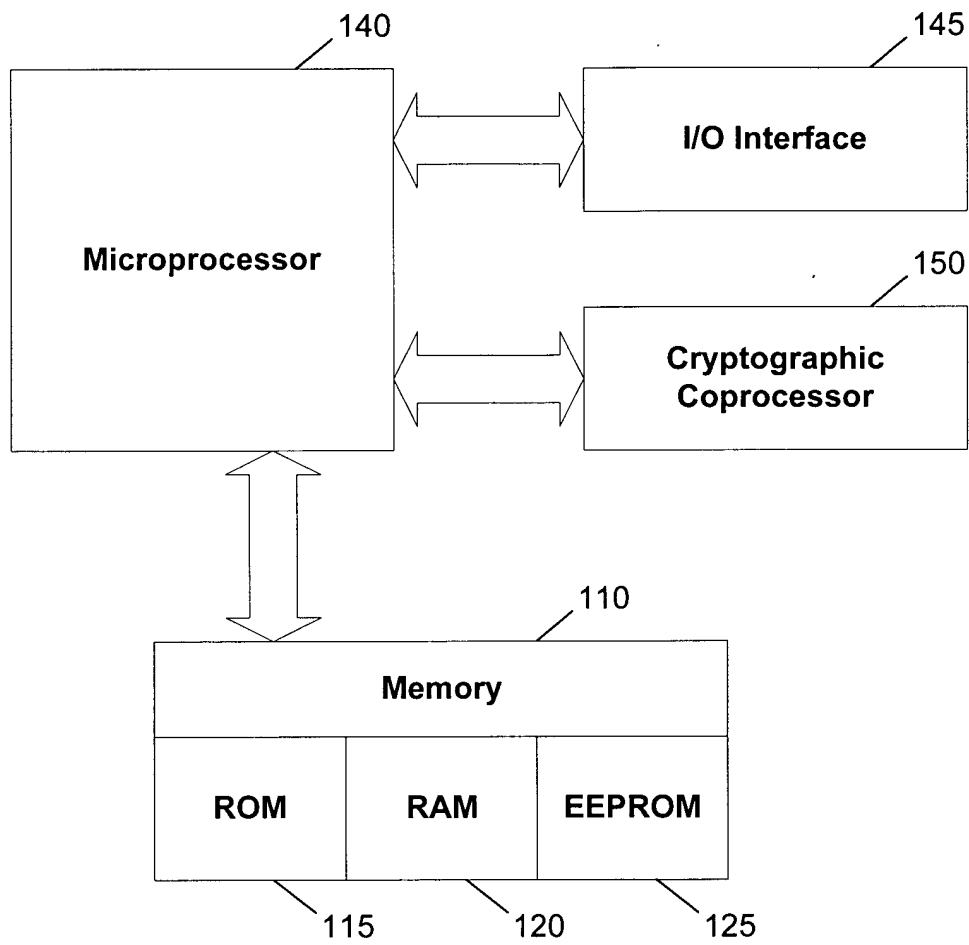 140
145
I/O Interface
Microprocessor
150
Cryptographic
Coprocessor
110
Memory
ROM RAM EEPROM
115 120 125